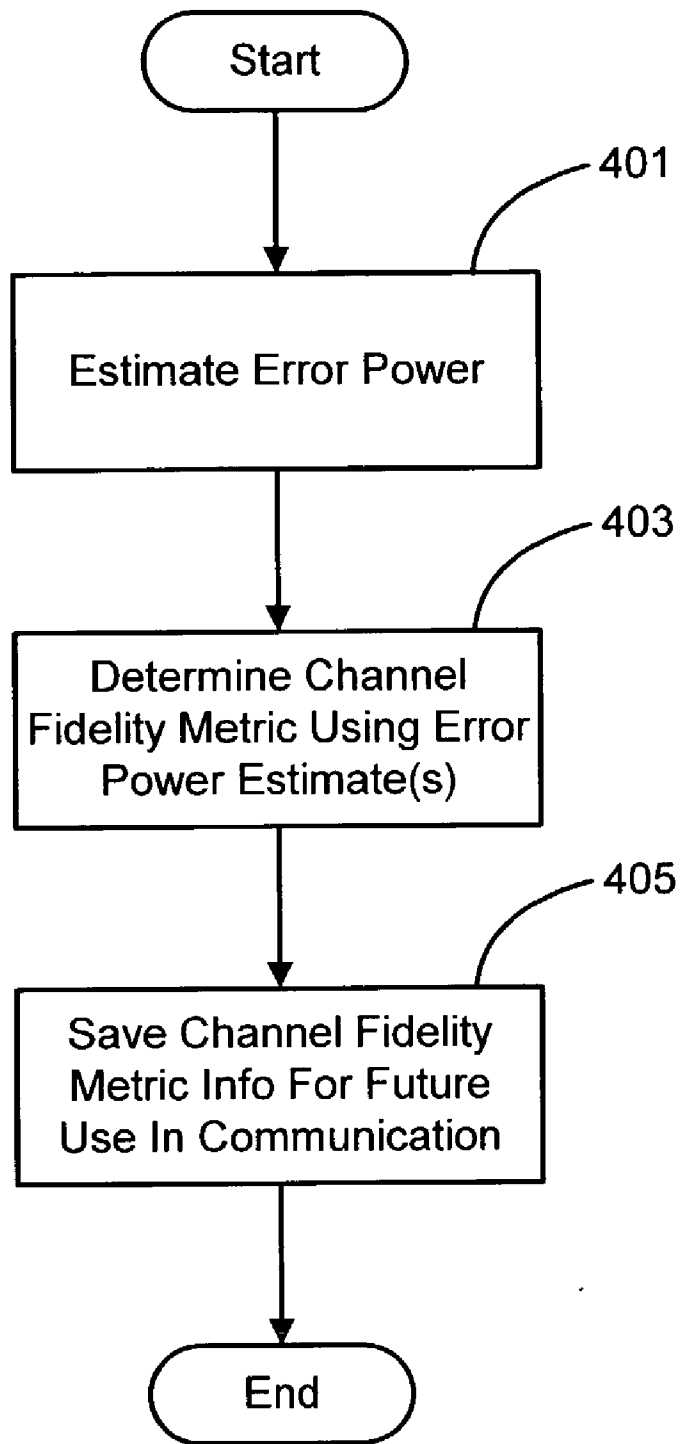 Start
401
Estimate Error Power
403
Determine Channel
Fidelity Metric Using Error
Power Estimate(s)
405
Save Channel Fidelity
Metric Info For Future
Use In Communication
End